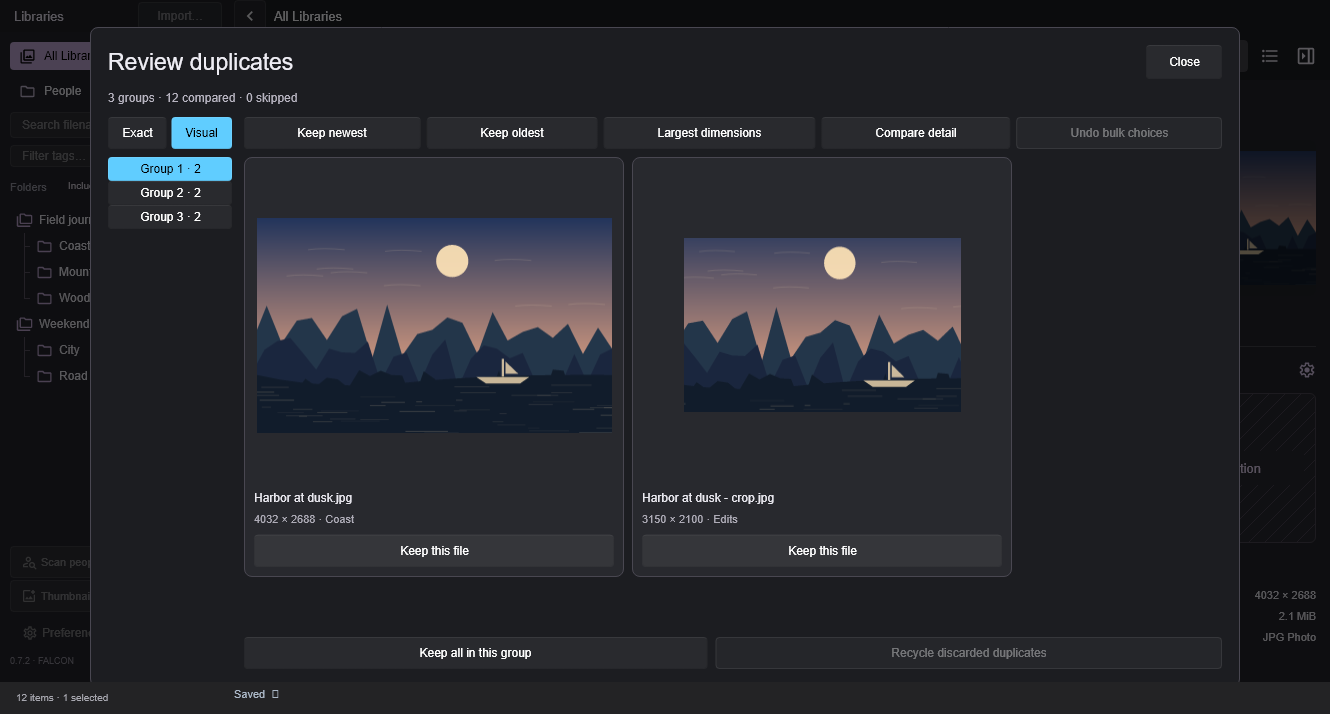 Libraries
Import...
All Libraries
All Librar
People
Search filena
Filter tags...
Folders Inclu
Field journ
Coast
Moun
Wood
Weekend
City
Road
Scan peop
Thumbnai
Preferen
0.7.2 · FALCON
Review duplicates
Close
3 groups · 12 compared · 0 skipped
Exact
Visual
Keep newest
Keep oldest
Largest dimensions
Compare detail
Undo bulk choices
Group 1 · 2
Group 2 · 2
Group 3 · 2
Harbor at dusk.jpg
4032 × 2688 · Coast
Keep this file
Harbor at dusk - crop.jpg
3150 × 2100 · Edits
Keep this file
Keep all in this group
Recycle discarded duplicates
tion
4032 × 2688
2.1 MiB
JPG Photo
12 items · 1 selected
Saved